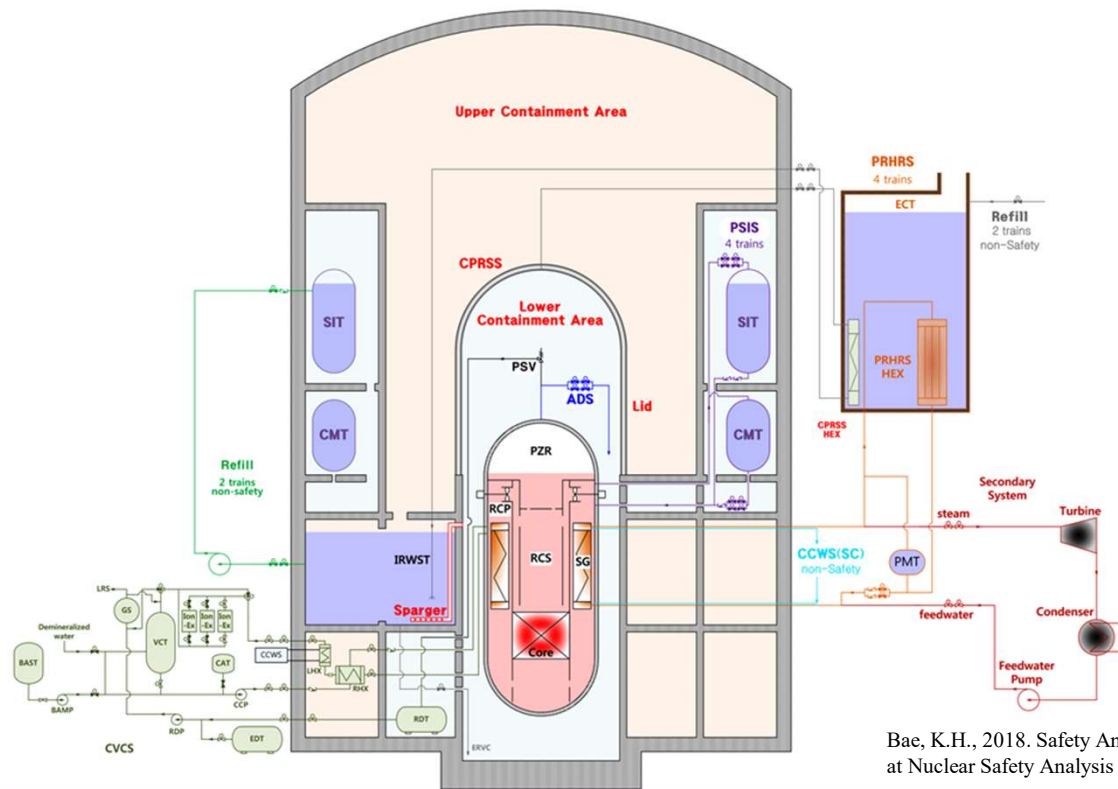 Upper Containment Area
PRHRS
4 trains
ECT
Refill
2 trains
non-Safety
PSIS
4 trains
CPRSS
Lower
Containment Area
SIT
SIT
PSV
ADS
PRHRS
HEX
Lid
CMT
CMT
CPRSS
HEX
PZR
Refill
2 trains
non-safety
Secondary
System
Turbine
RCP
steam
IRWST
RCS
SG
CCWS(SC)
non-Safety
PMT
LRS
GS
Ion
-Ex
Ion
-Ex
Ion
-Ex
Sparger
feedwater
Condenser
Demineralized
water
VCT
Core
CCWS
LHX
BAST
CAT
RHX
Feedwater
Pump
BAMP
CCP
RDP
RDT
EDT
CVCS
ERVC
Bae, K.H., 2018. Safety An
at Nuclear Safety Analysis